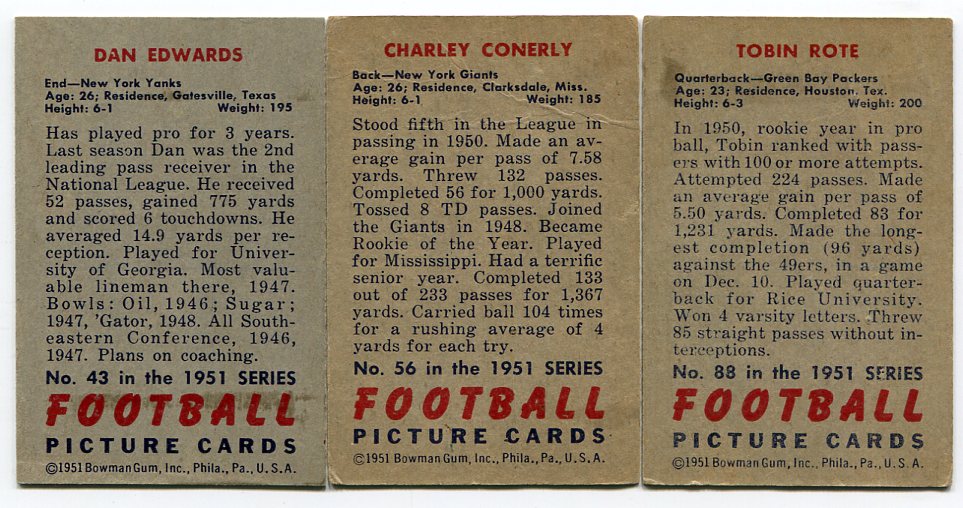 DAN EDWARDS
End—New York Yanks
Age: 26; Residence, Gatesville, Texas
Height: 6-1 Weight: 195
Has played pro for 3 years.
Last season Dan was the 2nd
leading pass receiver in the
National League. He received
52 passes, gained 775 yards
and scored 6 touchdowns. He
averaged 14.9 yards per re-
ception. Played for Univer-
sity of Georgia. Most valu-
able lineman there, 1947.
Bowls: Oil, 1946; Sugar;
1947, 'Gator, 1948. All South-
eastern Conference, 1946,
1947. Plans on coaching.
No. 43 in the 1951 SERIES
FOOTBALL
PICTURE CARDS
©1951 Bowman Gum, Inc., Phila., Pa., U.S.A.
CHARLEY CONERLY
Back—New York Giants
Age: 26; Residence, Clarksdale, Miss.
Height: 6-1 Weight: 185
Stood fifth in the League in
passing in 1950. Made an av-
erage gain per pass of 7.58
yards. Threw 132 passes.
Completed 56 for 1,000 yards.
Tossed 8 TD passes. Joined
the Giants in 1948. Became
Rookie of the Year. Played
for Mississippi. Had a terrific
senior year. Completed 133
out of 233 passes for 1,367
yards. Carried ball 104 times
for a rushing average of 4
yards for each try.
No. 56 in the 1951 SERIES
FOOTBALL
PICTURE CARDS
©1951 Bowman Gum, Inc., Phila., Pa., U.S.A.
TOBIN ROTE
Quarterback—Green Bay Packers
Age: 23; Residence, Houston, Tex.
Height: 6-3 Weight: 200
In 1950, rookie year in pro
ball, Tobin ranked with pass-
ers with 100 or more attempts.
Attempted 224 passes. Made
an average gain per pass of
5.50 yards. Completed 83 for
1,231 yards. Made the long-
est completion (96 yards)
against the 49ers, in a game
on Dec. 10. Played quarter-
back for Rice University.
Won 4 varsity letters. Threw
85 straight passes without in-
terceptions.
No. 88 in the 1951 SERIES
FOOTBALL
PICTURE CARDS
©1951 Bowman Gum, Inc., Phila., Pa., U.S.A.